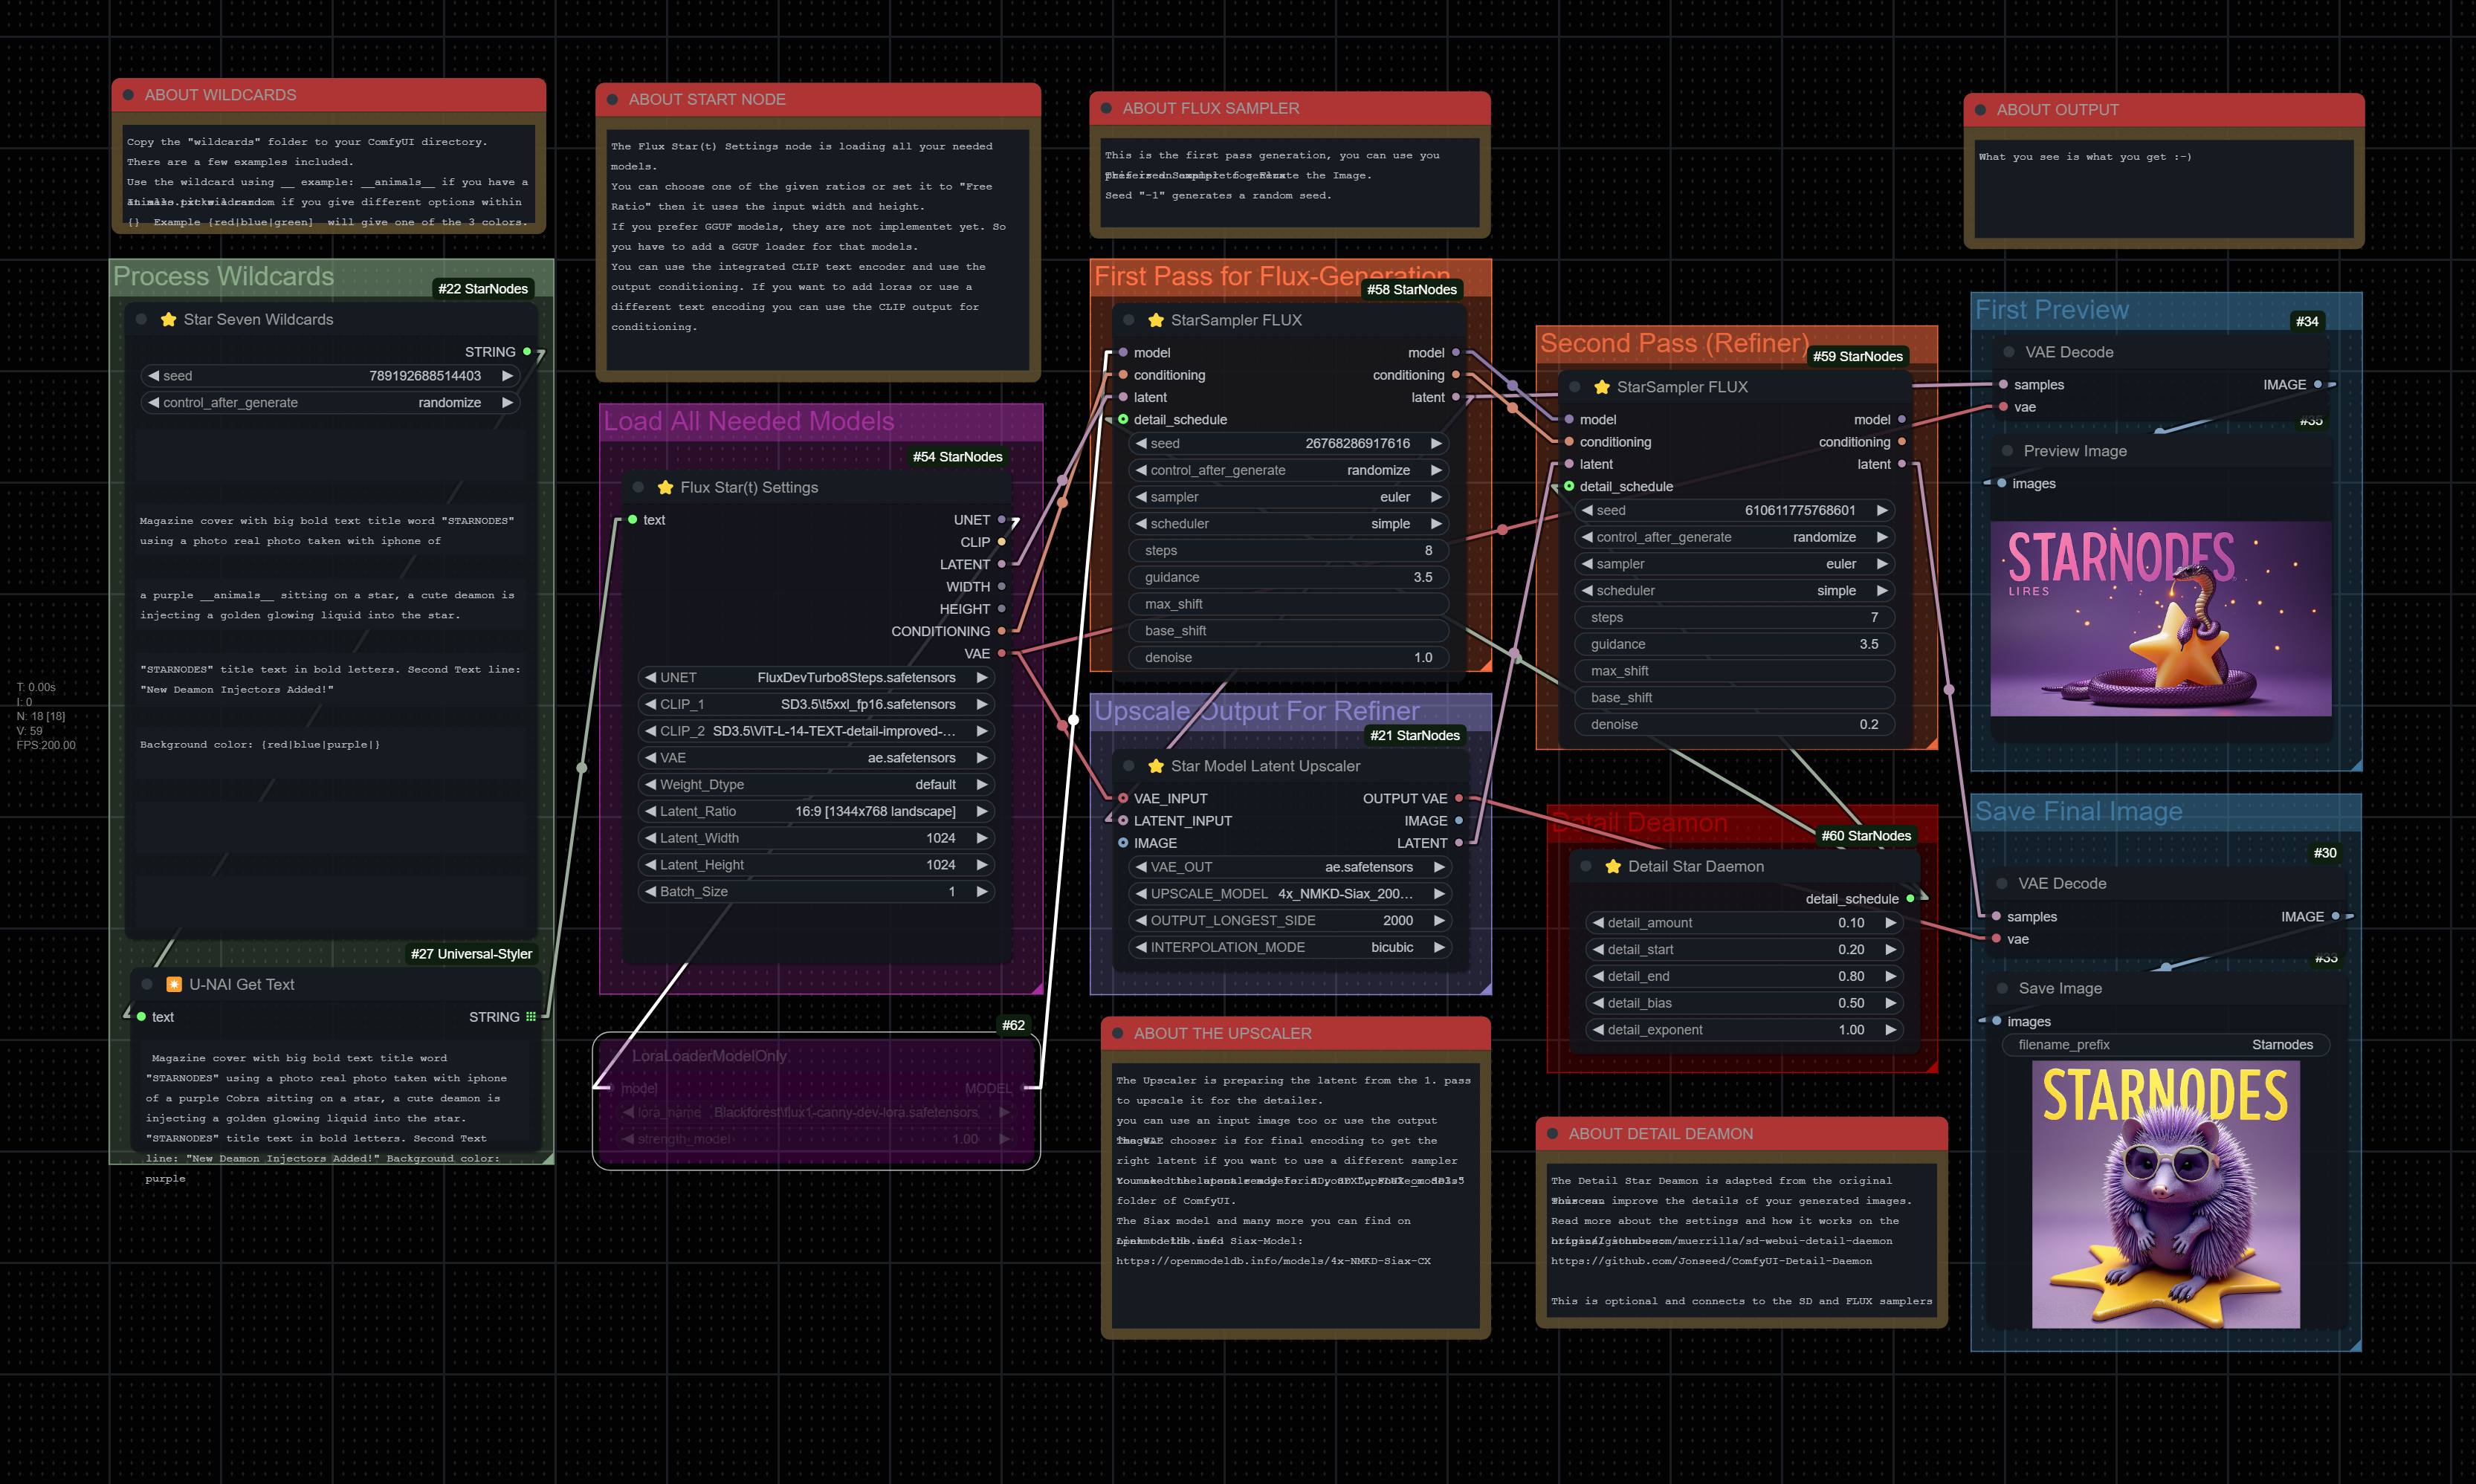 ABOUT WILDCARDS
Copy the "wildcards" folder to your ComfyUI directory.
There are a few examples included.
Use the wildcard using __ example: __animals__ if you have a
random if you give different options within
{} Example {red|blue|green} will give one of the 3 colors.
Process Wildcards
#22 StarNodes
Star Seven Wildcards
STRING
seed 789192688514403
control_after_generate randomize
Magazine cover with big bold text title word "STARNODES"
using a photo real photo taken with iphone of
a purple __animals__ sitting on a star, a cute deamon is
injecting a golden glowing liquid into the star.
"STARNODES" title text in bold letters. Second Text line:
"New Deamon Injectors Added!"
Background color: {red|blue|purple|}
#27 Universal-Styler
U-NAI Get Text
text STRING
Magazine cover with big bold text title word
"STARNODES" using a photo real photo taken with iphone
of a purple Cobra sitting on a star, a cute deamon is
injecting a golden glowing liquid into the star.
"STARNODES" title text in bold letters. Second Text
line: "New Deamon Injectors Added!" Background color:
purple
T: 0.00s
I: 0
N: 18 [18]
V: 59
FPS:200.00
ABOUT START NODE
The Flux Star(t) Settings node is loading all your needed
models.
You can choose one of the given ratios or set it to "Free
Ratio" then it uses the input width and height.
If you prefer GGUF models, they are not implementet yet. So
you have to add a GGUF loader for that models.
You can use the integrated CLIP text encoder and use the
output conditioning. If you want to add loras or use a
different text encoding you can use the CLIP output for
conditioning.
Load All Needed Models
#54 StarNodes
Flux Star(t) Settings
text UNET
CLIP
LATENT
WIDTH
HEIGHT
CONDITIONING
VAE
UNET FluxDevTurbo8Steps.safetensors
CLIP_1 SD3.5\t5xxl_fp16.safetensors
CLIP_2 SD3.5\ViT-L-14-TEXT-detail-improved-…
VAE ae.safetensors
Weight_Dtype default
Latent_Ratio 16:9 [1344x768 landscape]
Latent_Width 1024
Latent_Height 1024
Batch_Size 1
#62
LoraLoaderModelOnly
model MODEL
lora_name Blackforest\flux1-canny-dev-lora.safetensors
strength_model 1.00
ABOUT FLUX SAMPLER
This is the first pass generation, you can use you
the Image.
Seed "-1" generates a random seed.
First Pass for Flux-Generation
#58 StarNodes
StarSampler FLUX
model model
conditioning conditioning
latent latent
detail_schedule
seed 26768286917616
control_after_generate randomize
sampler euler
scheduler simple
steps 8
guidance 3.5
max_shift
base_shift
denoise 1.0
Upscale Output For Refiner
#21 StarNodes
Star Model Latent Upscaler
VAE_INPUT OUTPUT VAE
LATENT_INPUT IMAGE
IMAGE LATENT
VAE_OUT ae.safetensors
UPSCALE_MODEL 4x_NMKD-Siax_200…
OUTPUT_LONGEST_SIDE 2000
INTERPOLATION_MODE bicubic
ABOUT THE UPSCALER
The Upscaler is preparing the latent from the 1. pass
to upscale it for the detailer.
you can use an input image too or use the output
chooser is for final encoding to get the
right latent if you want to use a different sampler
folder of ComfyUI.
The Siax model and many more you can find on
Siax-Model:
https://openmodeldb.info/models/4x-NMKD-Siax-CX
Second Pass (Refiner)
#59 StarNodes
StarSampler FLUX
model model
conditioning conditioning
latent latent
detail_schedule
seed 610611775768601
control_after_generate randomize
sampler euler
scheduler simple
steps 7
guidance 3.5
max_shift
base_shift
denoise 0.2
Detail Deamon
#60 StarNodes
Detail Star Daemon
detail_schedule
detail_amount 0.10
detail_start 0.20
detail_end 0.80
detail_bias 0.50
detail_exponent 1.00
ABOUT DETAIL DEAMON
The Detail Star Deamon is adapted from the original
improve the details of your generated images.
Read more about the settings and how it works on the
/muerrilla/sd-webui-detail-daemon
https://github.com/Jonseed/ComfyUI-Detail-Daemon
This is optional and connects to the SD and FLUX samplers
ABOUT OUTPUT
What you see is what you get :-)
First Preview
#34
VAE Decode
samples IMAGE
vae
#35
Preview Image
images
STARNODES
LIRES
Save Final Image
#30
VAE Decode
samples IMAGE
vae
#33
Save Image
images
filename_prefix Starnodes
STARNODES